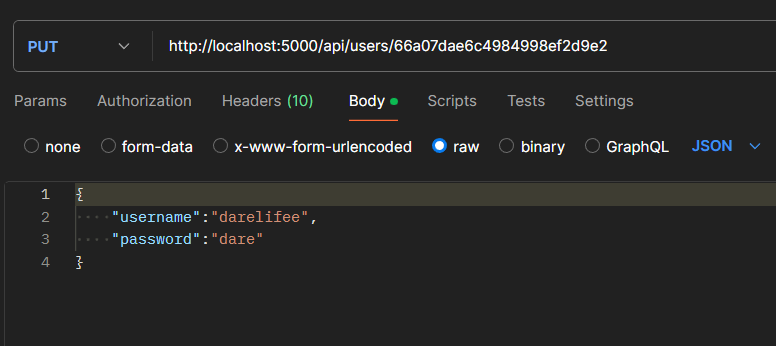 PUT http://localhost:5000/api/users/66a07dae6c4984998ef2d9e2
Params Authorization Headers (10) Body Scripts Tests Settings
none form-data x-www-form-urlencoded raw binary GraphQL JSON
1 {
2 "username":"darelifee",
3 "password":"dare"
4 }